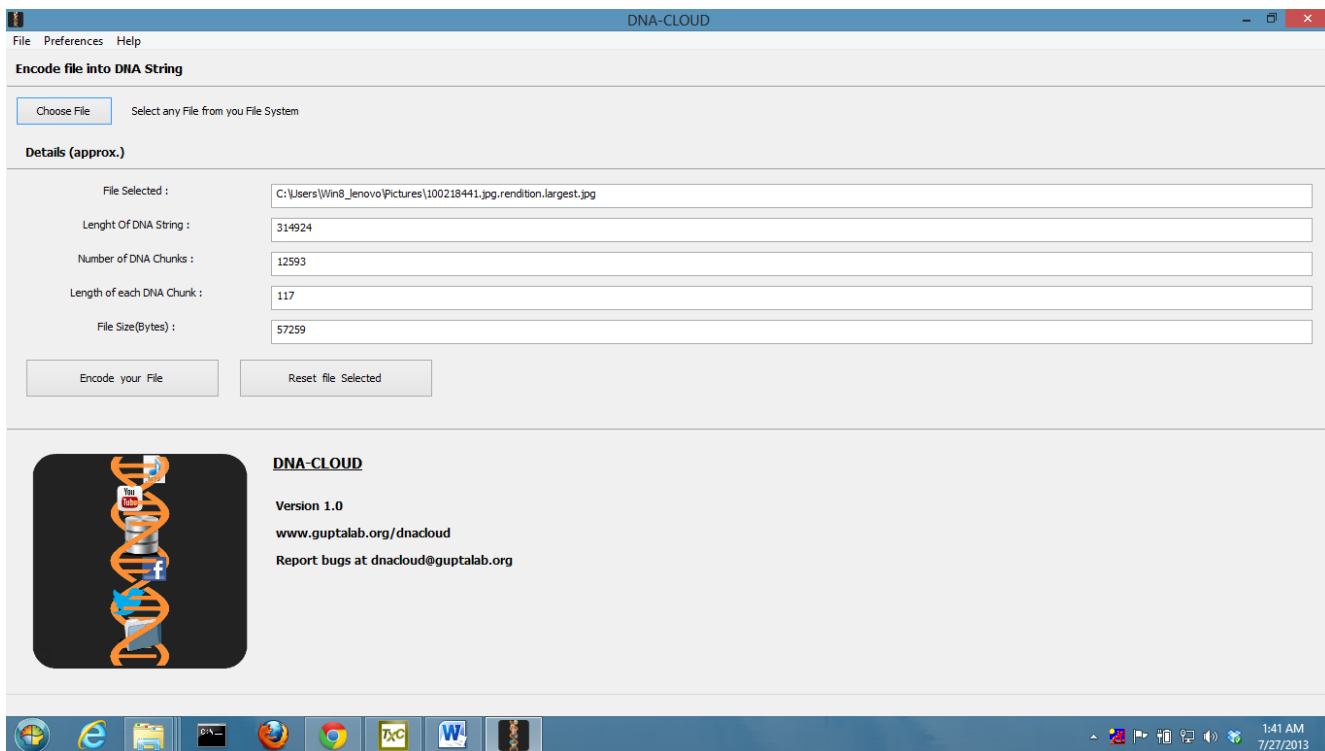 DNA-CLOUD
File Preferences Help
Encode file into DNA String
Choose File Select any File from you File System
Details (approx.)
File Selected : C:\Users\Win8_lenovo\Pictures\100218441.jpg.rendition.largest.jpg
Lenght Of DNA String : 314924
Number of DNA Chunks : 12593
Length of each DNA Chunk : 117
File Size(Bytes) : 57259
Encode your File Reset file Selected
DNA-CLOUD
You
Tube
Version 1.0
www.guptalab.org/dnacloud
Report bugs at dnacloud@guptalab.org
f
C:\_
TXC
W
1:41 AM
7/27/2013